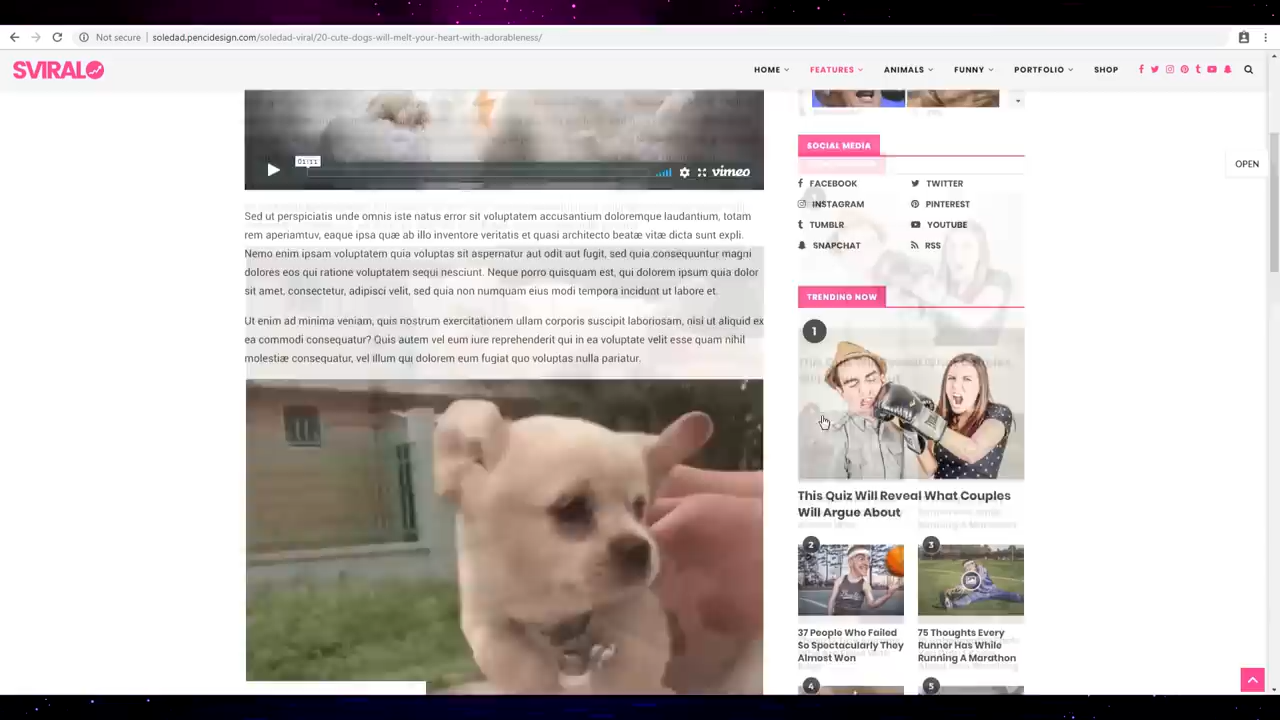 Not secure
soledad.pencidesign.com/soledad-viral/20-cute-dogs-will-melt-your-heart-with-adorableness/
SVIRAL
HOME
FEATURES
ANIMALS
FUNNY
PORTFOLIO
SHOP
01:11
vimeo
Sed ut perspiciatis unde omnis iste natus error sit voluptatem accusantium doloremque laudantium, totam
rem aperiamtuv, eaque ipsa quæ ab illo inventore veritatis et quasi architecto beatæ vitæ dicta sunt expli.
Nemo enim ipsam voluptatem quia voluptas sit aspernatur aut odit aut fugit, sed quia consequuntur magni
dolores eos qui ratione voluptatem sequi nesciunt. Neque porro quisquam est, qui dolorem ipsum quia dolor
sit amet, consectetur, adipisci velit, sed quia non numquam eius modi tempora incidunt ut labore et.
Ut enim ad minima veniam, quis nostrum exercitationem ullam corporis suscipit laboriosam, nisi ut aliquid ex
ea commodi consequatur? Quis autem vel eum iure reprehenderit qui in ea voluptate velit esse quam nihil
molestiæ consequatur, vel illum qui dolorem eum fugiat quo voluptas nulla pariatur.
SOCIAL MEDIA
FACEBOOK
TWITTER
INSTAGRAM
PINTEREST
TUMBLR
YOUTUBE
SNAPCHAT
RSS
OPEN
TRENDING NOW
1
This Quiz Will Reveal What Couples
Will Argue About
2
37 People Who Failed
So Spectacularly They
Almost Won
3
75 Thoughts Every
Runner Has While
Running A Marathon
4
5